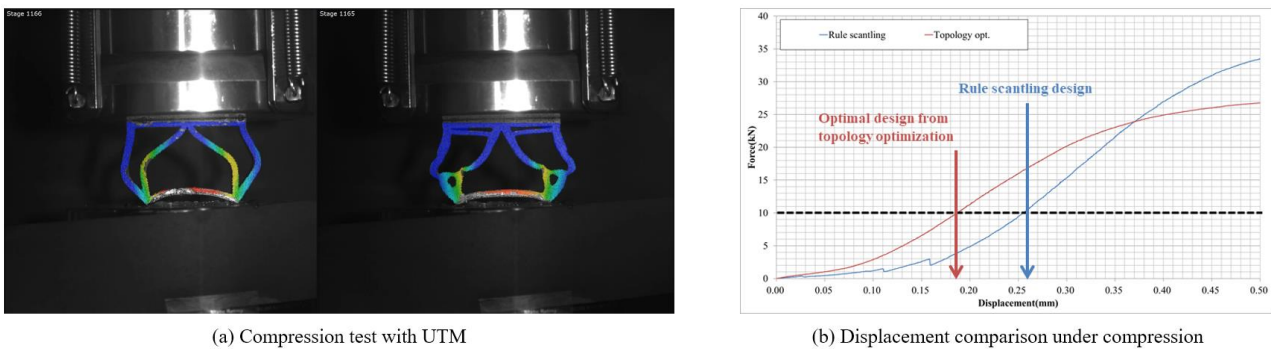 Stage 1166
Stage 1165
(a) Compression test with UTM
40
35
30
25
20
15
10
5
0
Force(kN)
Rule scantling
Topology opt.
Rule scantling design
Optimal design from
topology optimization
0.00 0.05 0.10 0.15 0.20 0.25 0.30 0.35 0.40 0.45 0.50
Displacement(mm)
(b) Displacement comparison under compression